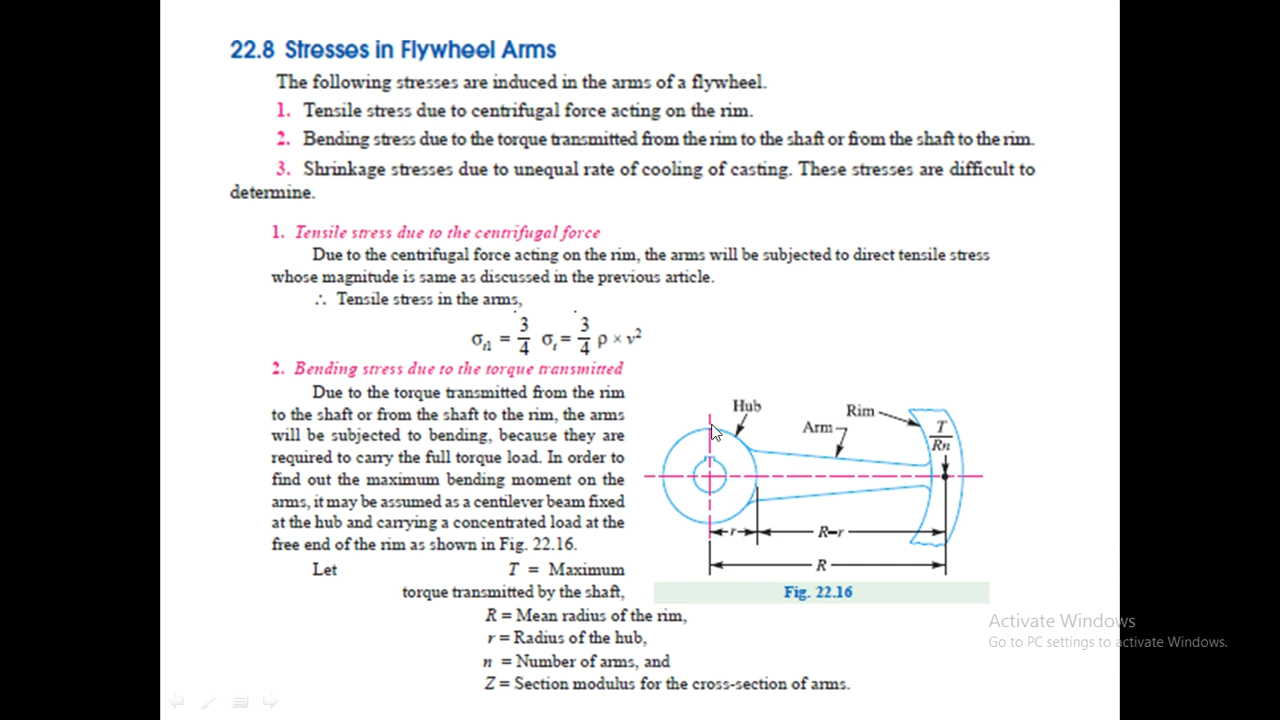 22.8 Stresses in Flywheel Arms
The following stresses are induced in the arms of a flywheel.
1. Tensile stress due to centrifugal force acting on the rim.
2. Bending stress due to the torque transmitted from the rim to the shaft or from the shaft to the rim.
3. Shrinkage stresses due to unequal rate of cooling of casting. These stresses are difficult to
determine.
1. Tensile stress due to the centrifugal force
Due to the centrifugal force acting on the rim, the arms will be subjected to direct tensile stress
whose magnitude is same as discussed in the previous article.
∴ Tensile stress in the arms,
σt1 = 3/4 σt = 3/4 ρ × v²
2. Bending stress due to the torque transmitted
Due to the torque transmitted from the rim
to the shaft or from the shaft to the rim, the arms
will be subjected to bending, because they are
required to carry the full torque load. In order to
find out the maximum bending moment on the
arms, it may be assumed as a centilever beam fixed
at the hub and carrying a concentrated load at the
free end of the rim as shown in Fig. 22.16.
Let T = Maximum
torque transmitted by the shaft,
R = Mean radius of the rim,
r = Radius of the hub,
n = Number of arms, and
Z = Section modulus for the cross-section of arms.
Hub
Rim
Arm
T/Rn
r
R–r
R
Fig. 22.16
Activate Windows
Go to PC settings to activate Windows.